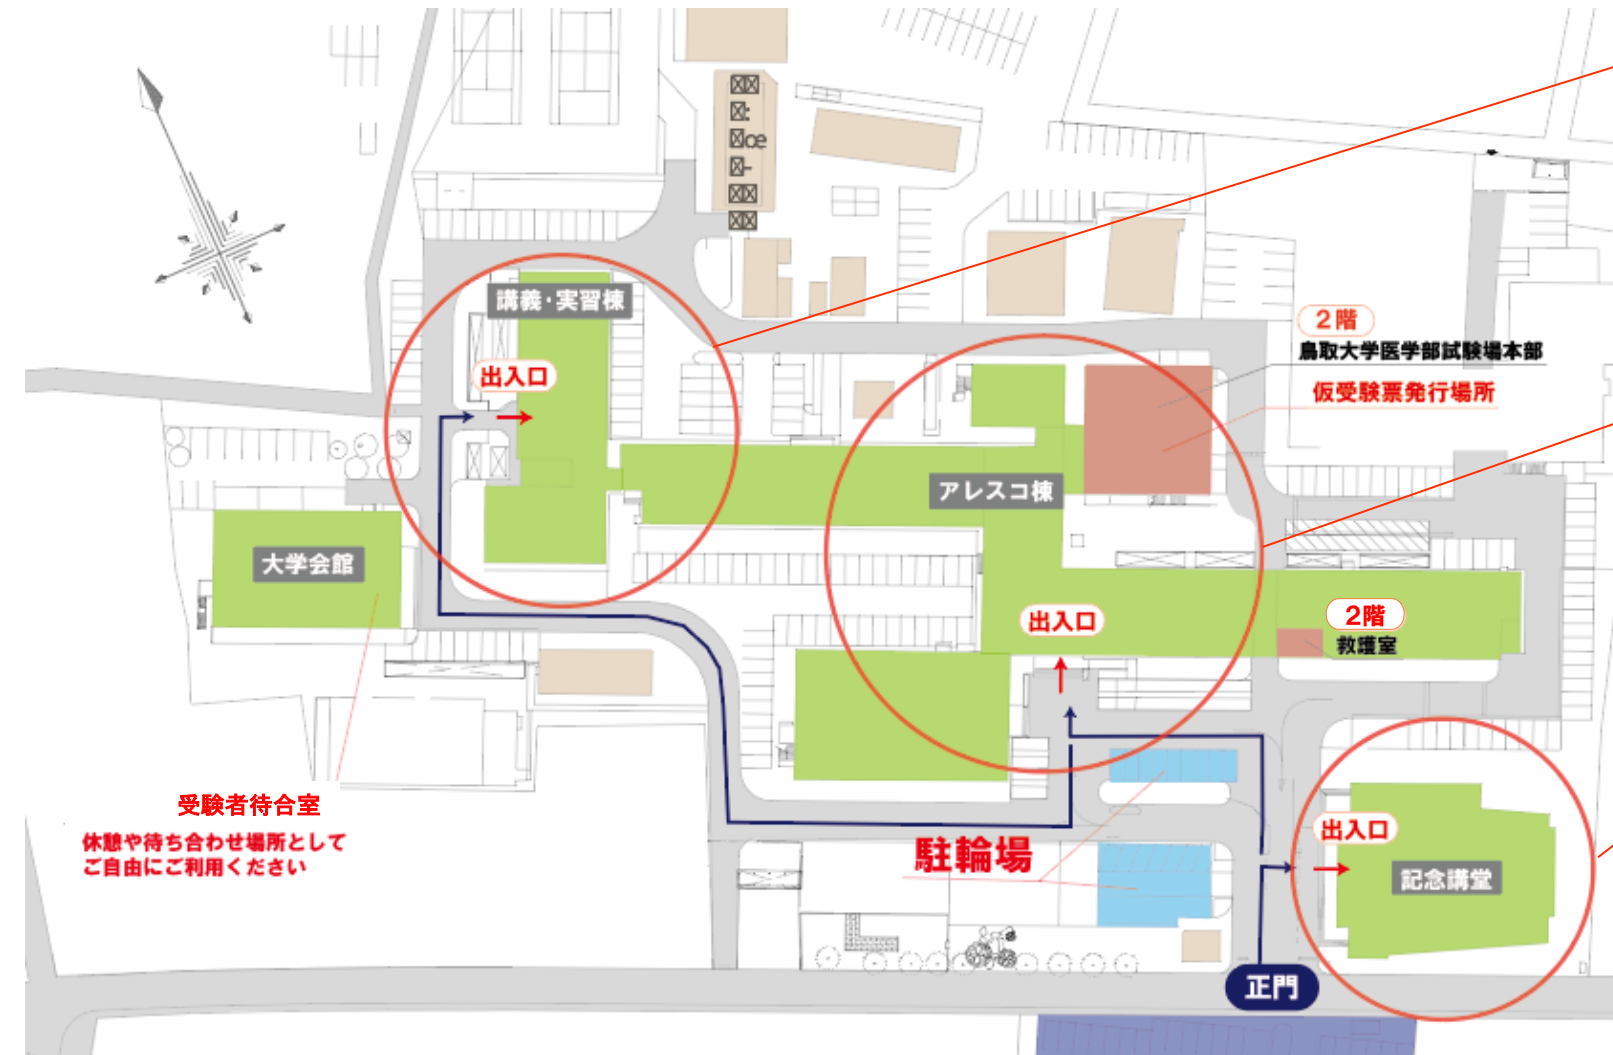 講義・実習棟
出入口
2階
鳥取大学医学部試験場本部
仮受験票発行場所
アレスコ棟
大学会館
出入口
2階
救護室
受験者待合室
休憩や待ち合わせ場所として
ご自由にご利用ください
駐輪場
出入口
記念講堂
正門